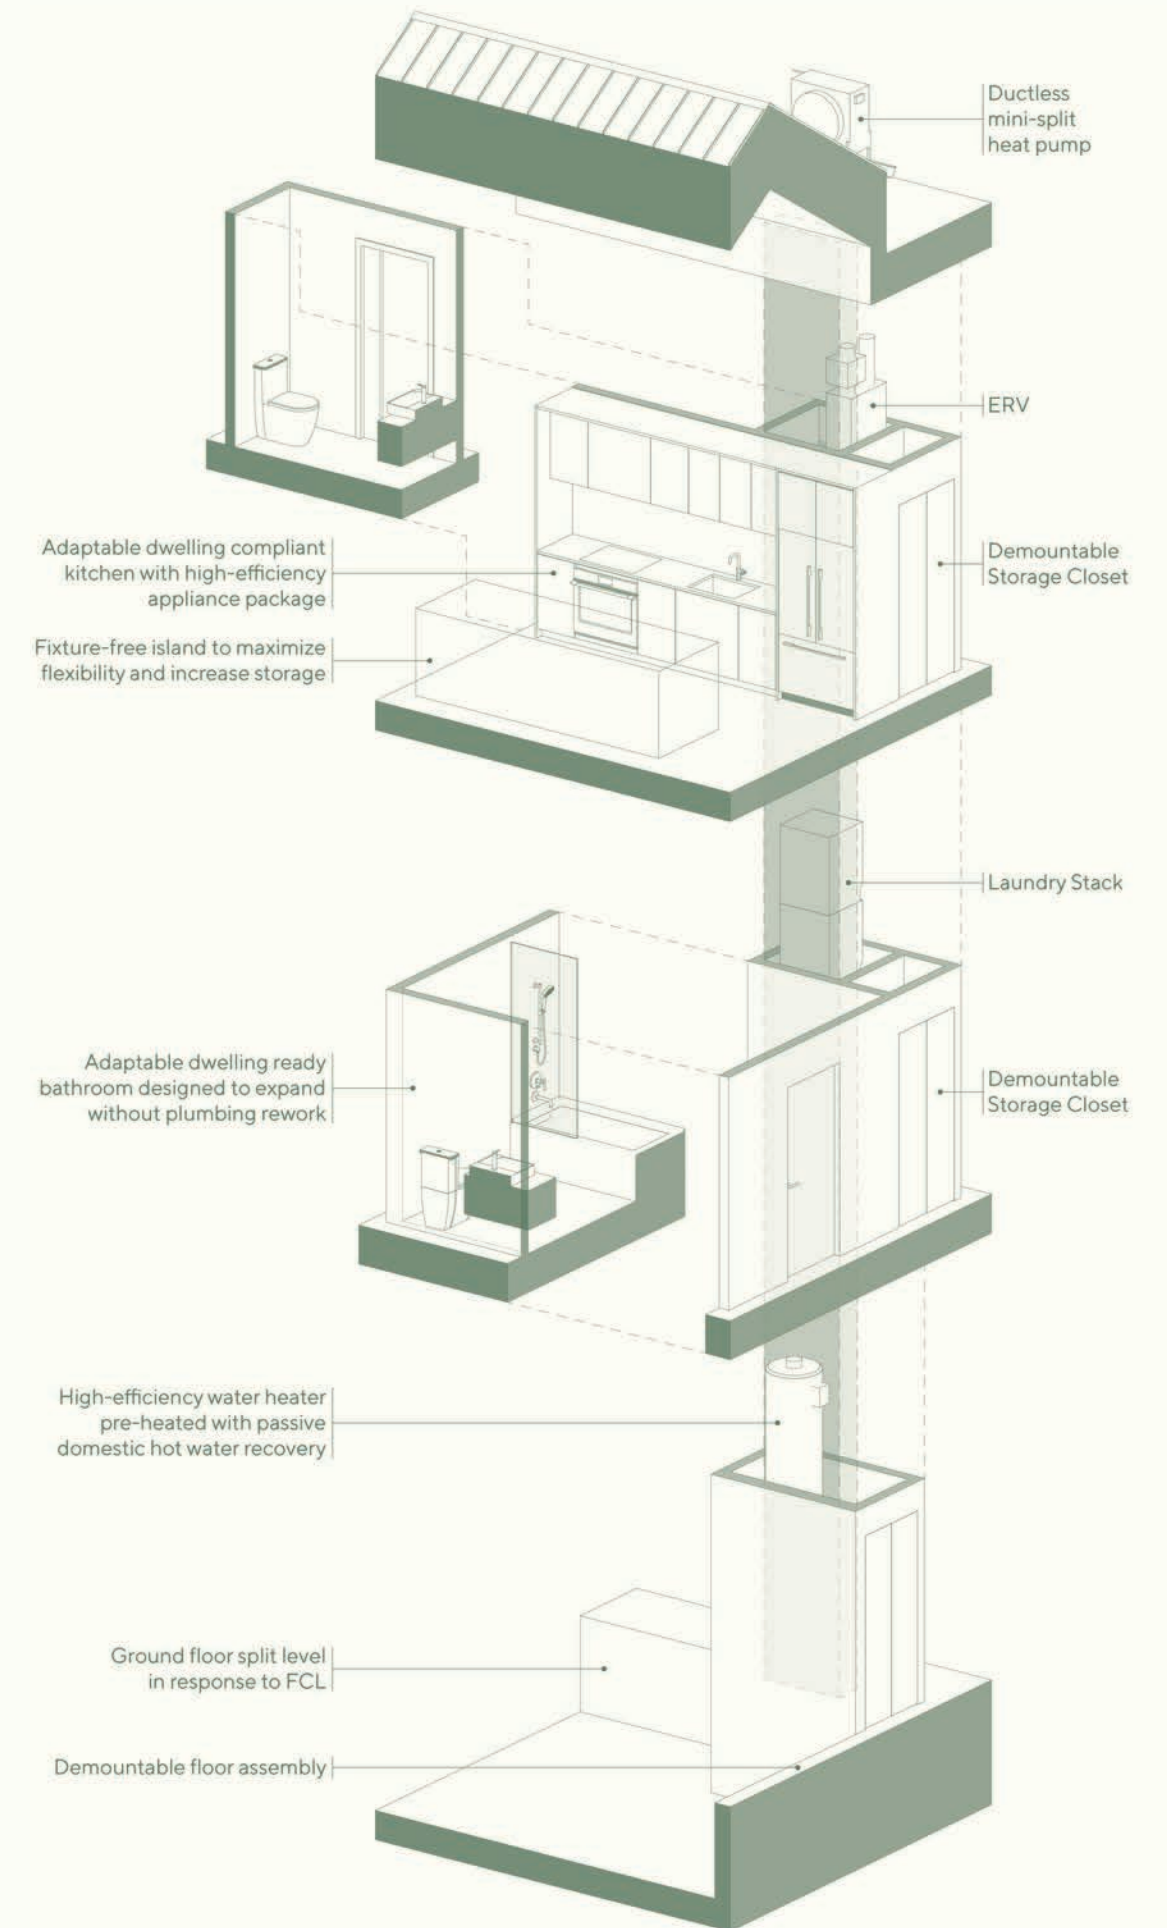 Ductless
mini-split
heat pump
ERV
Adaptable dwelling compliant
kitchen with high-efficiency
appliance package
Demountable
Storage Closet
Fixture-free island to maximize
flexibility and increase storage
Laundry Stack
Adaptable dwelling ready
bathroom designed to expand
without plumbing rework
Demountable
Storage Closet
High-efficiency water heater
pre-heated with passive
domestic hot water recovery
Ground floor split level
in response to FCL
Demountable floor assembly